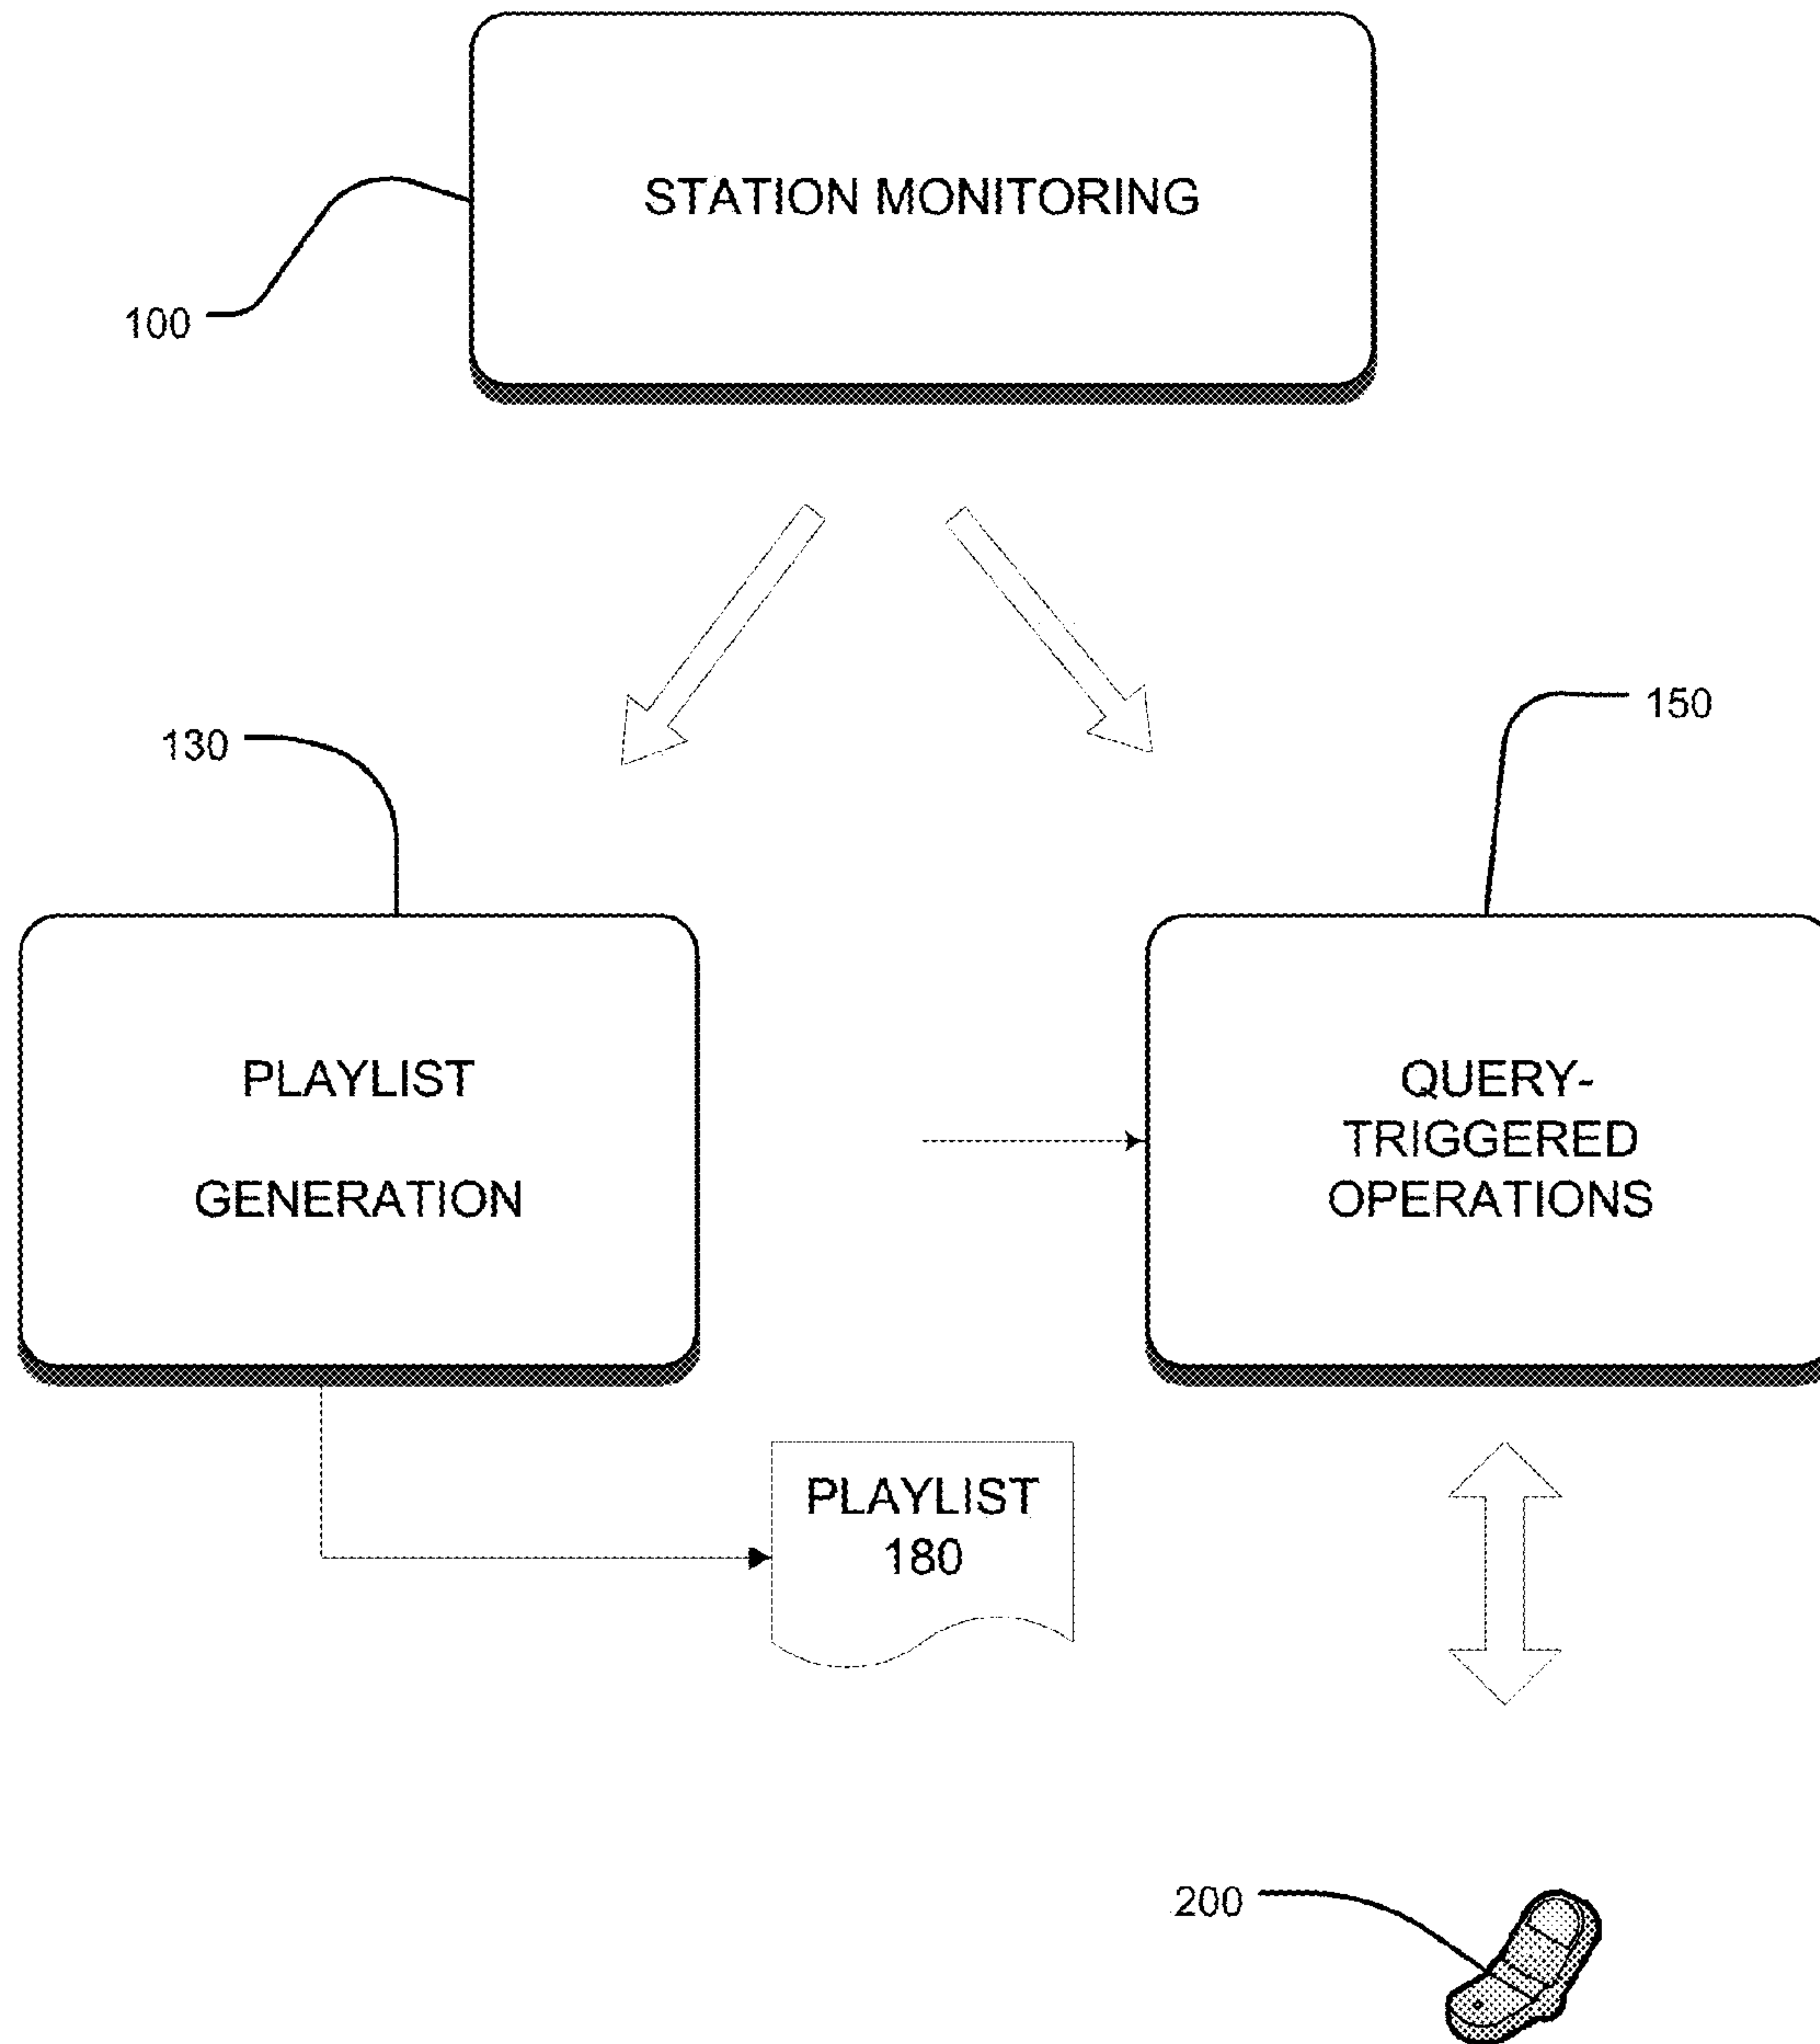 STATION MONITORING
100
150
130
PLAYLIST
GENERATION
QUERY-
TRIGGERED
OPERATIONS
PLAYLIST
180
200